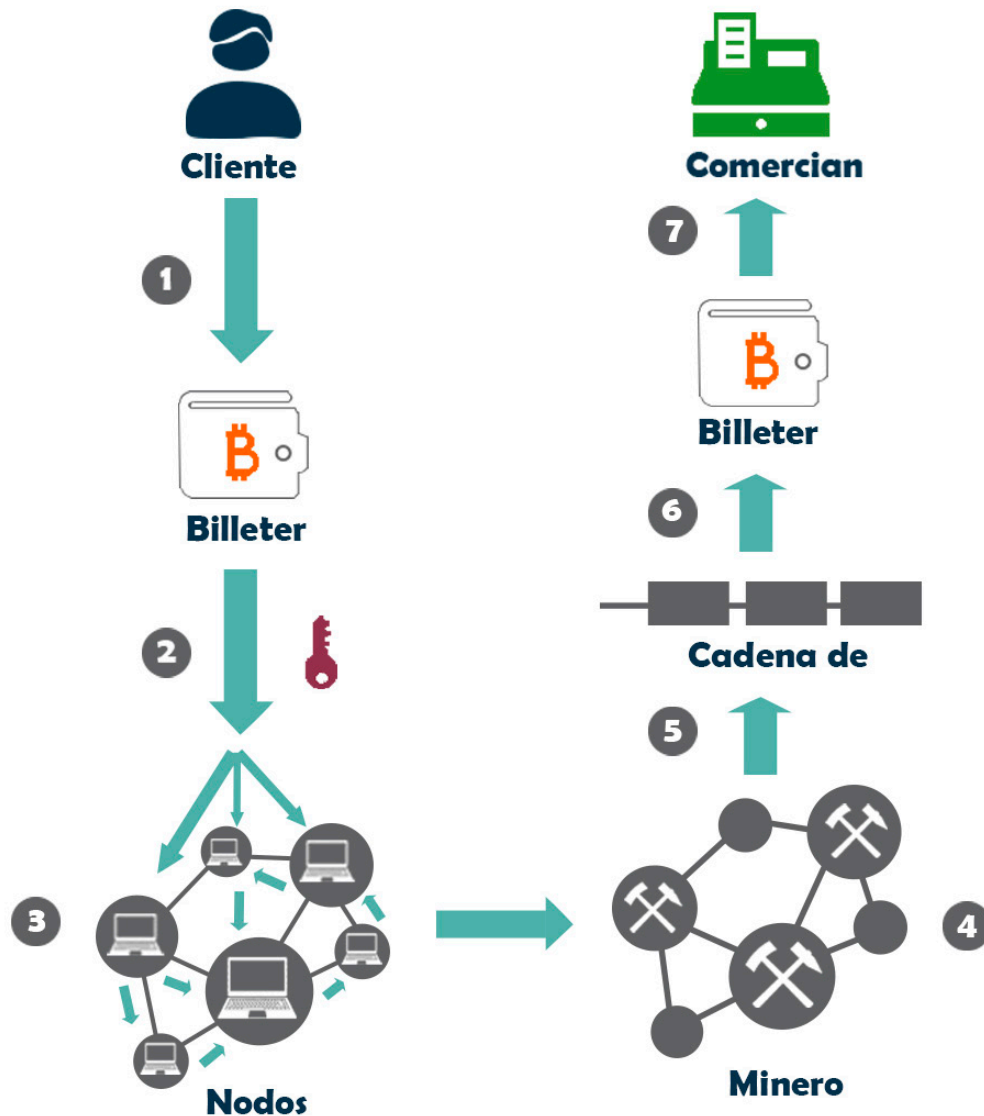 Cliente
1
Billeter
2
3
Nodos
Minero
4
5
Cadena de
6
Billeter
7
Comercian